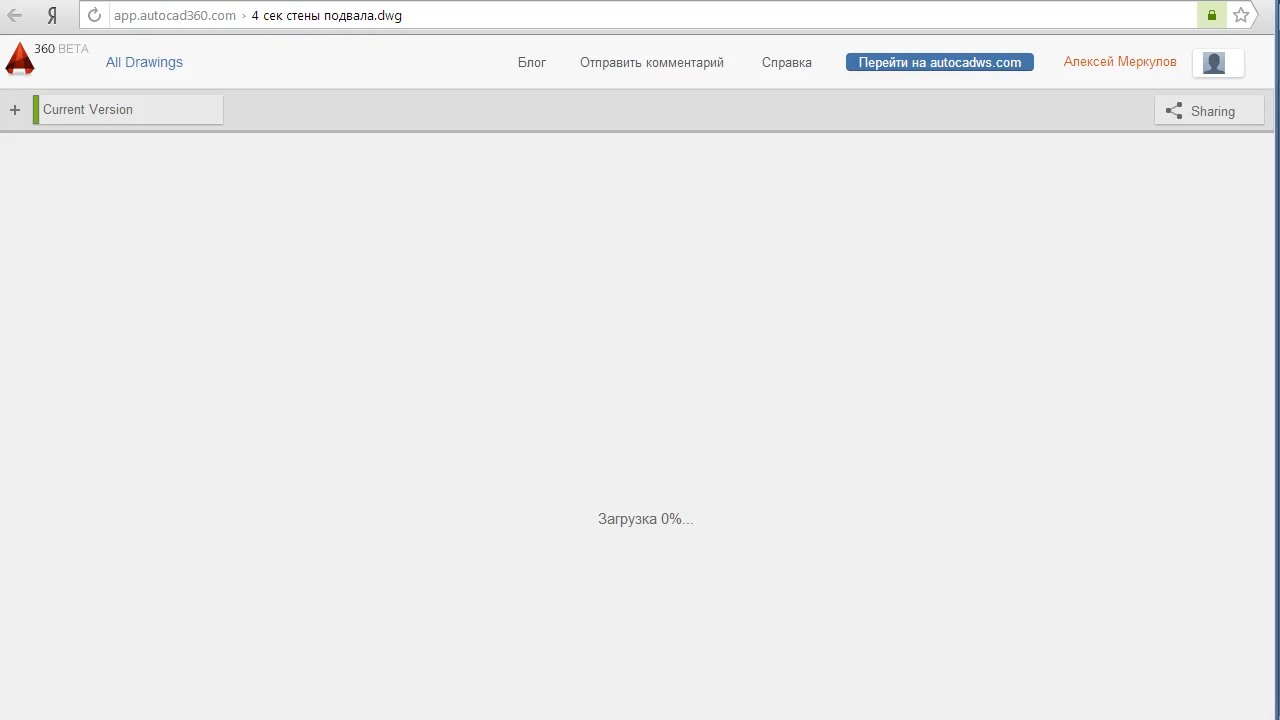 Я
app.autocad360.com › 4 сек стены подвала.dwg
360 BETA
All Drawings
Блог
Отправить комментарий
Справка
Перейти на autocadws.com
Алексей Меркулов
+ Current Version
Sharing
Загрузка 0%...